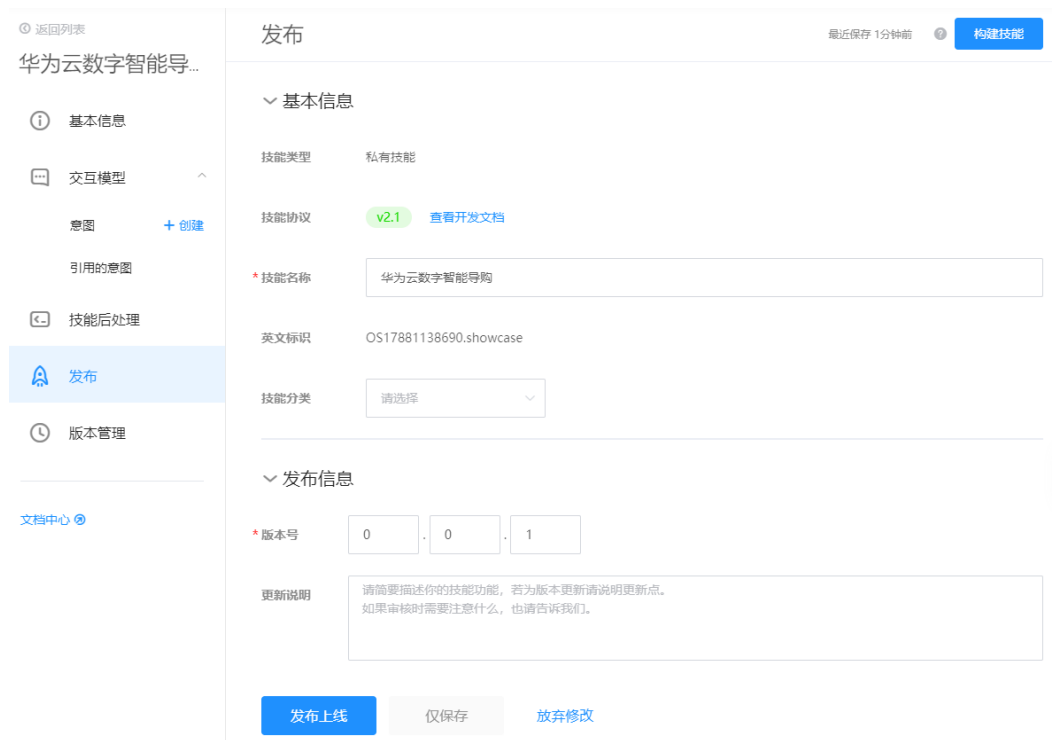 返回列表
华为云数字智能导...
基本信息
交互模型
意图
+ 创建
引用的意图
技能后处理
发布
版本管理
文档中心
发布
最近保存 1分钟前
构建技能
基本信息
技能类型
私有技能
技能协议
v2.1
查看开发文档
* 技能名称
华为云数字智能导购
英文标识
OS17881138690.showcase
技能分类
请选择
发布信息
* 版本号
0 . 0 . 1
更新说明
请简要描述你的技能功能，若为版本更新请说明更新点。
如果审核时需要注意什么，也请告诉我们。
发布上线
仅保存
放弃修改